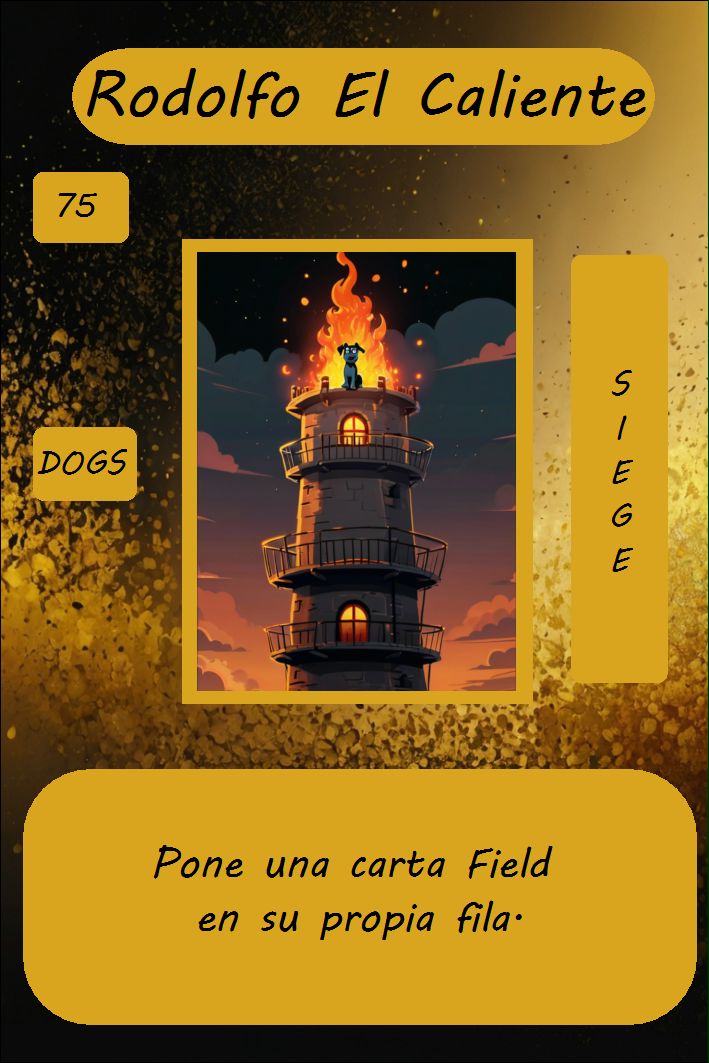 Rodolfo El Caliente
75
DOGS
S
I
E
G
E
Pone una carta Field
en su propia fila.